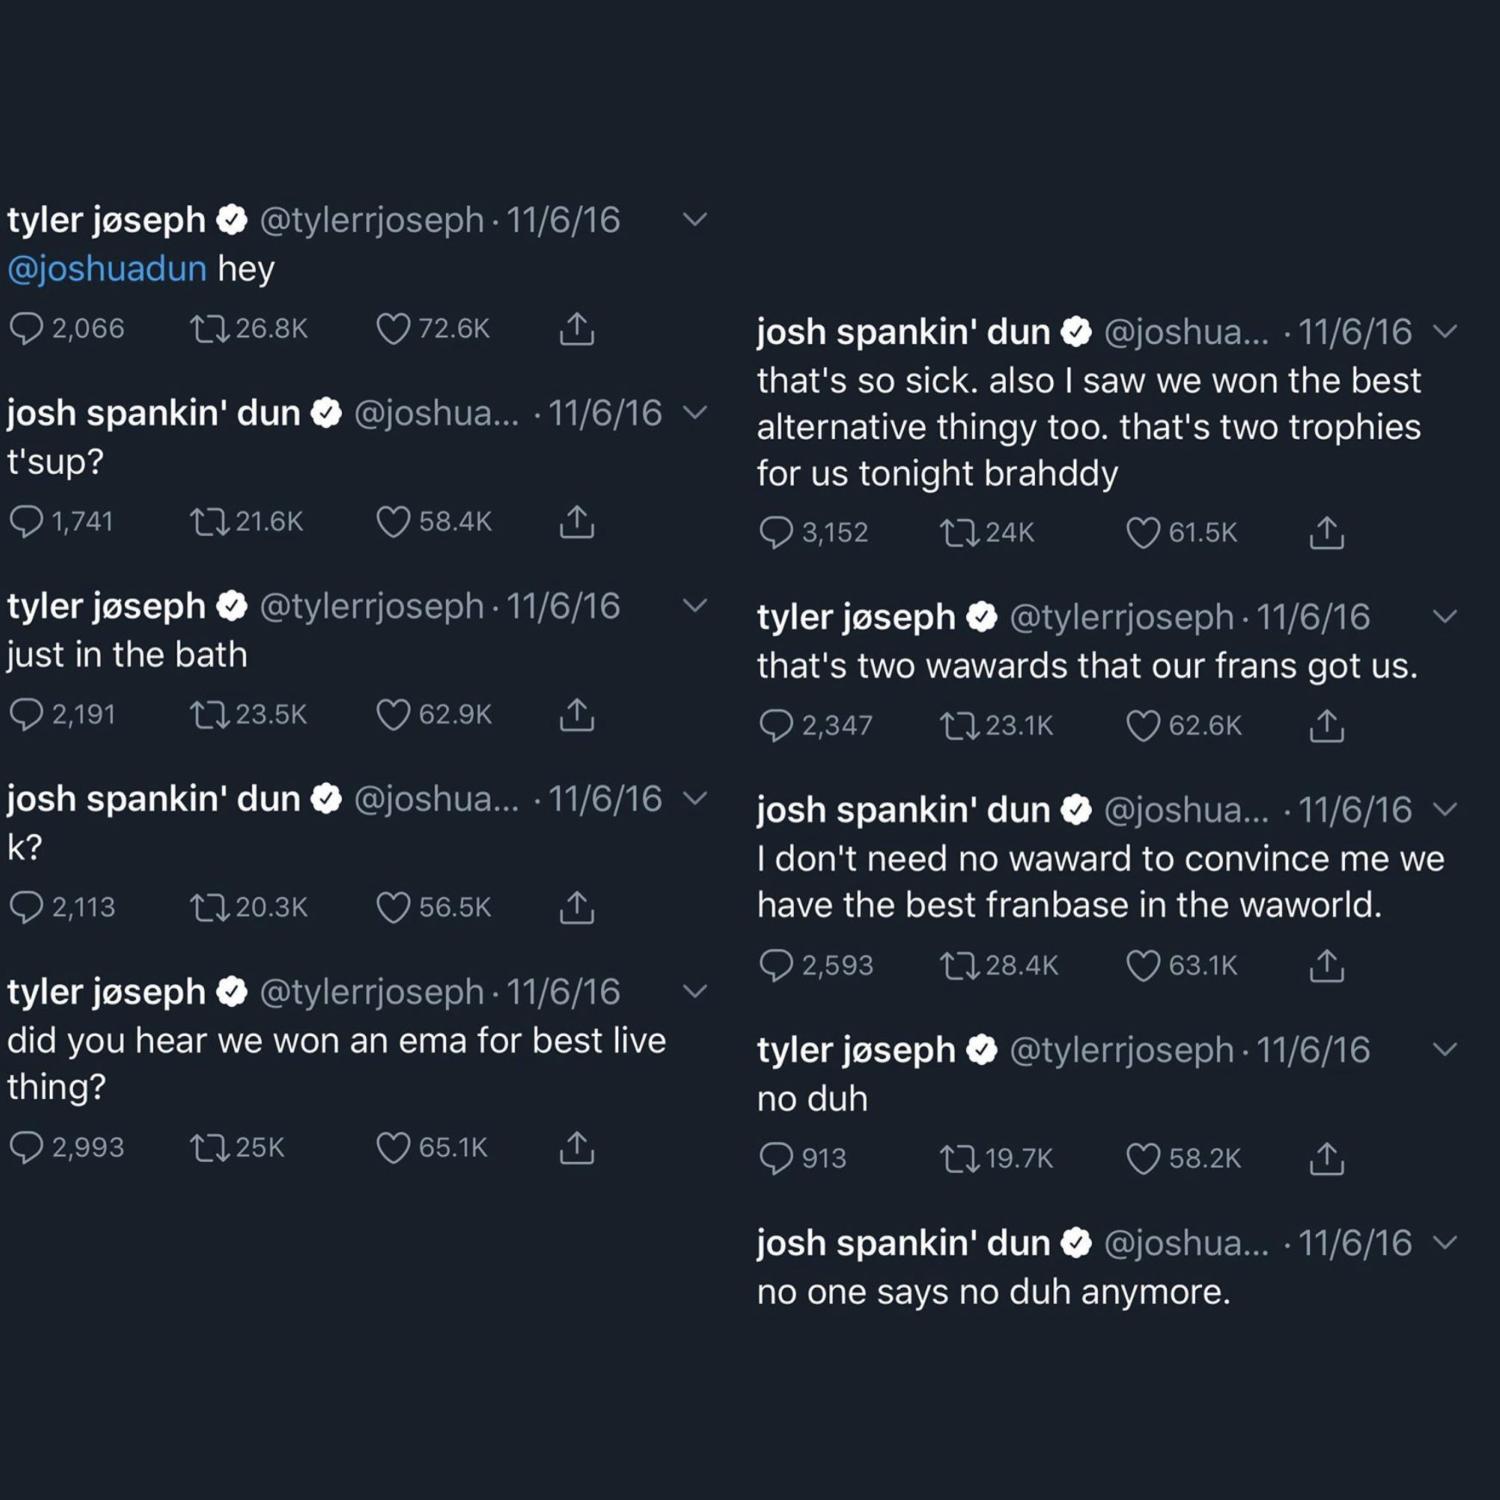 tyler jøseph @tylerrjoseph · 11/6/16
@joshuadun hey
2,066 26.8K 72.6K
josh spankin' dun @joshua... · 11/6/16
t'sup?
1,741 21.6K 58.4K
tyler jøseph @tylerrjoseph · 11/6/16
just in the bath
2,191 23.5K 62.9K
josh spankin' dun @joshua... · 11/6/16
k?
2,113 20.3K 56.5K
tyler jøseph @tylerrjoseph · 11/6/16
did you hear we won an ema for best live
thing?
2,993 25K 65.1K
josh spankin' dun @joshua... · 11/6/16
that's so sick. also I saw we won the best
alternative thingy too. that's two trophies
for us tonight brahddy
3,152 24K 61.5K
tyler jøseph @tylerrjoseph · 11/6/16
that's two wawards that our frans got us.
2,347 23.1K 62.6K
josh spankin' dun @joshua... · 11/6/16
I don't need no waward to convince me we
have the best franbase in the waworld.
2,593 28.4K 63.1K
tyler jøseph @tylerrjoseph · 11/6/16
no duh
913 19.7K 58.2K
josh spankin' dun @joshua... · 11/6/16
no one says no duh anymore.